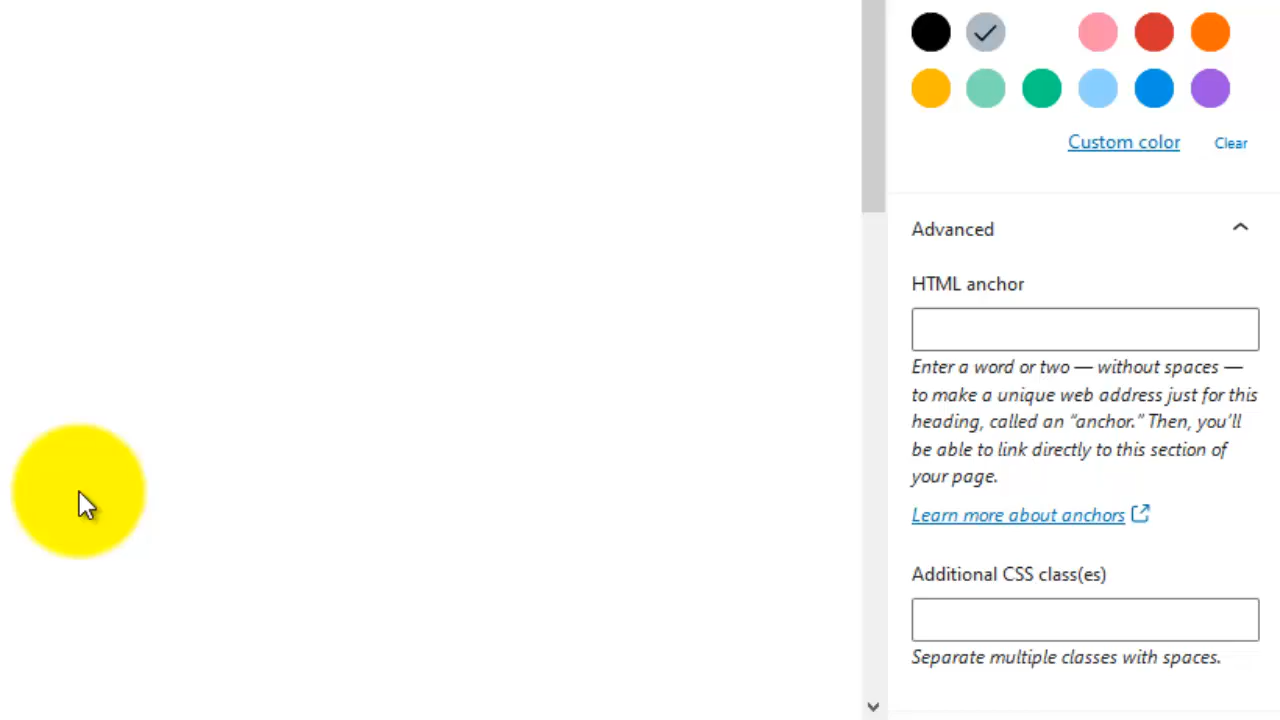 Custom color Clear
Advanced
HTML anchor
Enter a word or two — without spaces —
to make a unique web address just for this
heading, called an “anchor.” Then, you’ll
be able to link directly to this section of
your page.
Learn more about anchors
Additional CSS class(es)
Separate multiple classes with spaces.